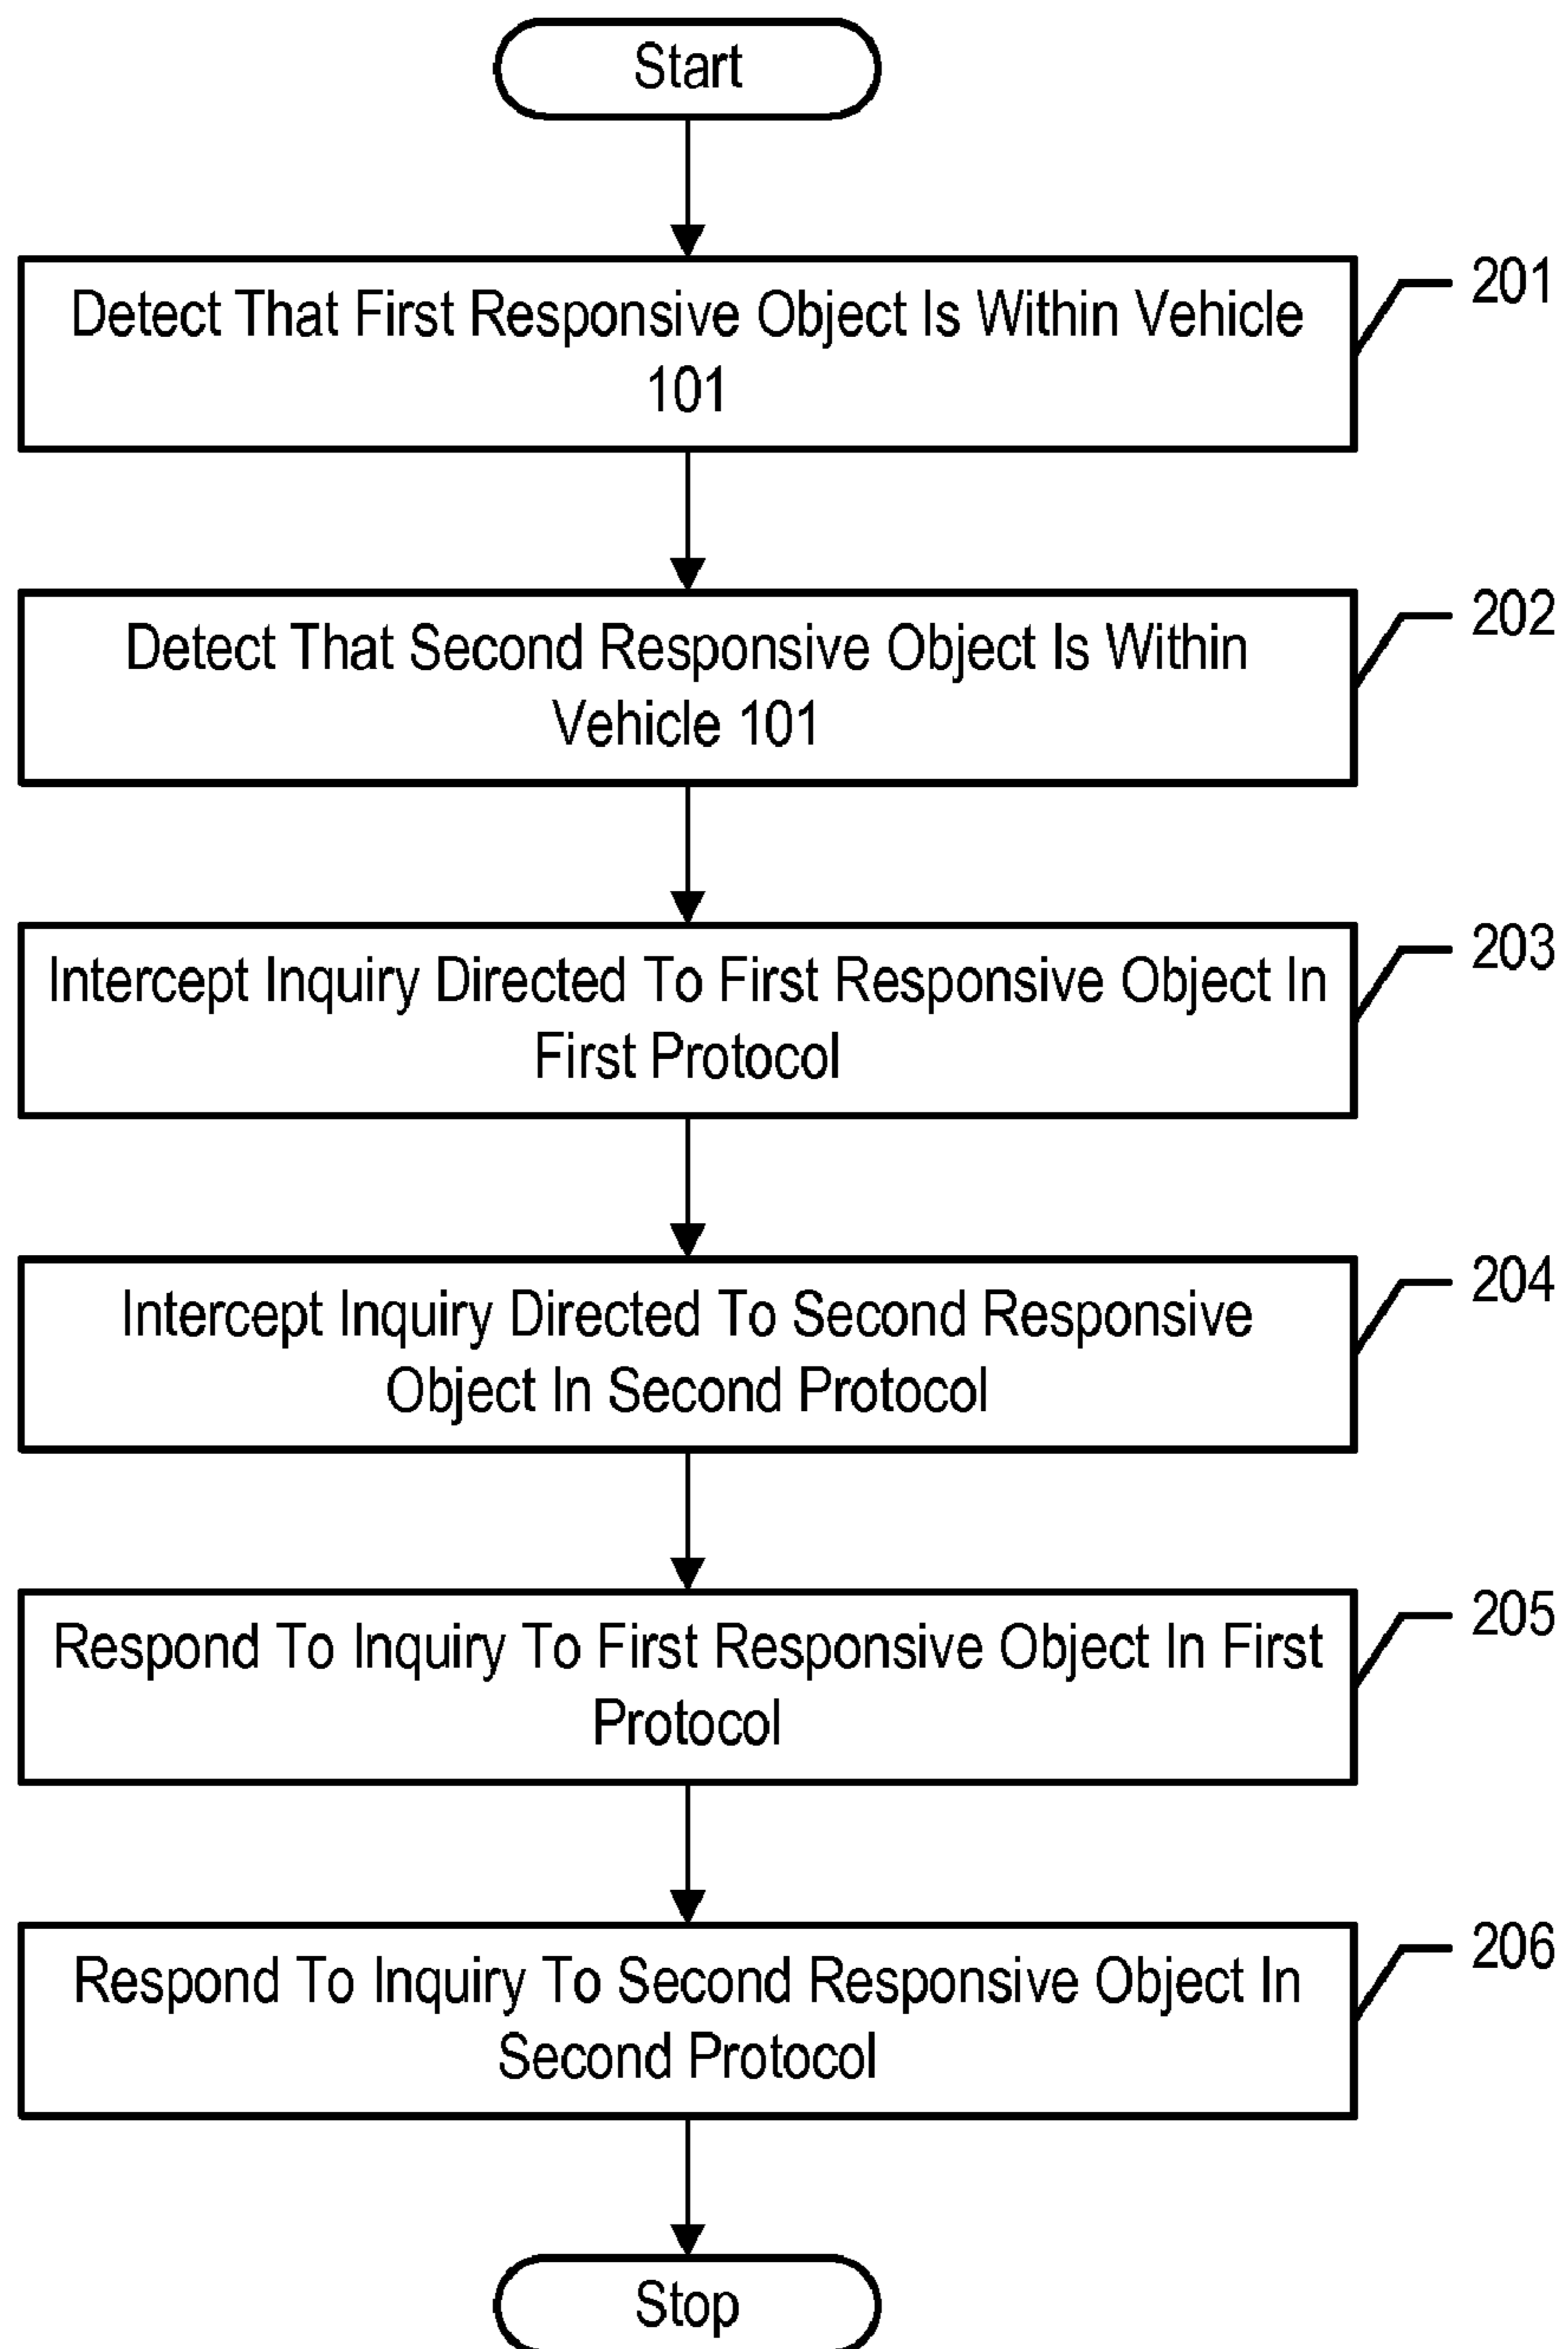 Start
Detect That First Responsive Object Is Within Vehicle
101
201
Detect That Second Responsive Object Is Within
Vehicle 101
202
Intercept Inquiry Directed To First Responsive Object In
First Protocol
203
Intercept Inquiry Directed To Second Responsive
Object In Second Protocol
204
Respond To Inquiry To First Responsive Object In First
Protocol
205
Respond To Inquiry To Second Responsive Object In
Second Protocol
206
Stop